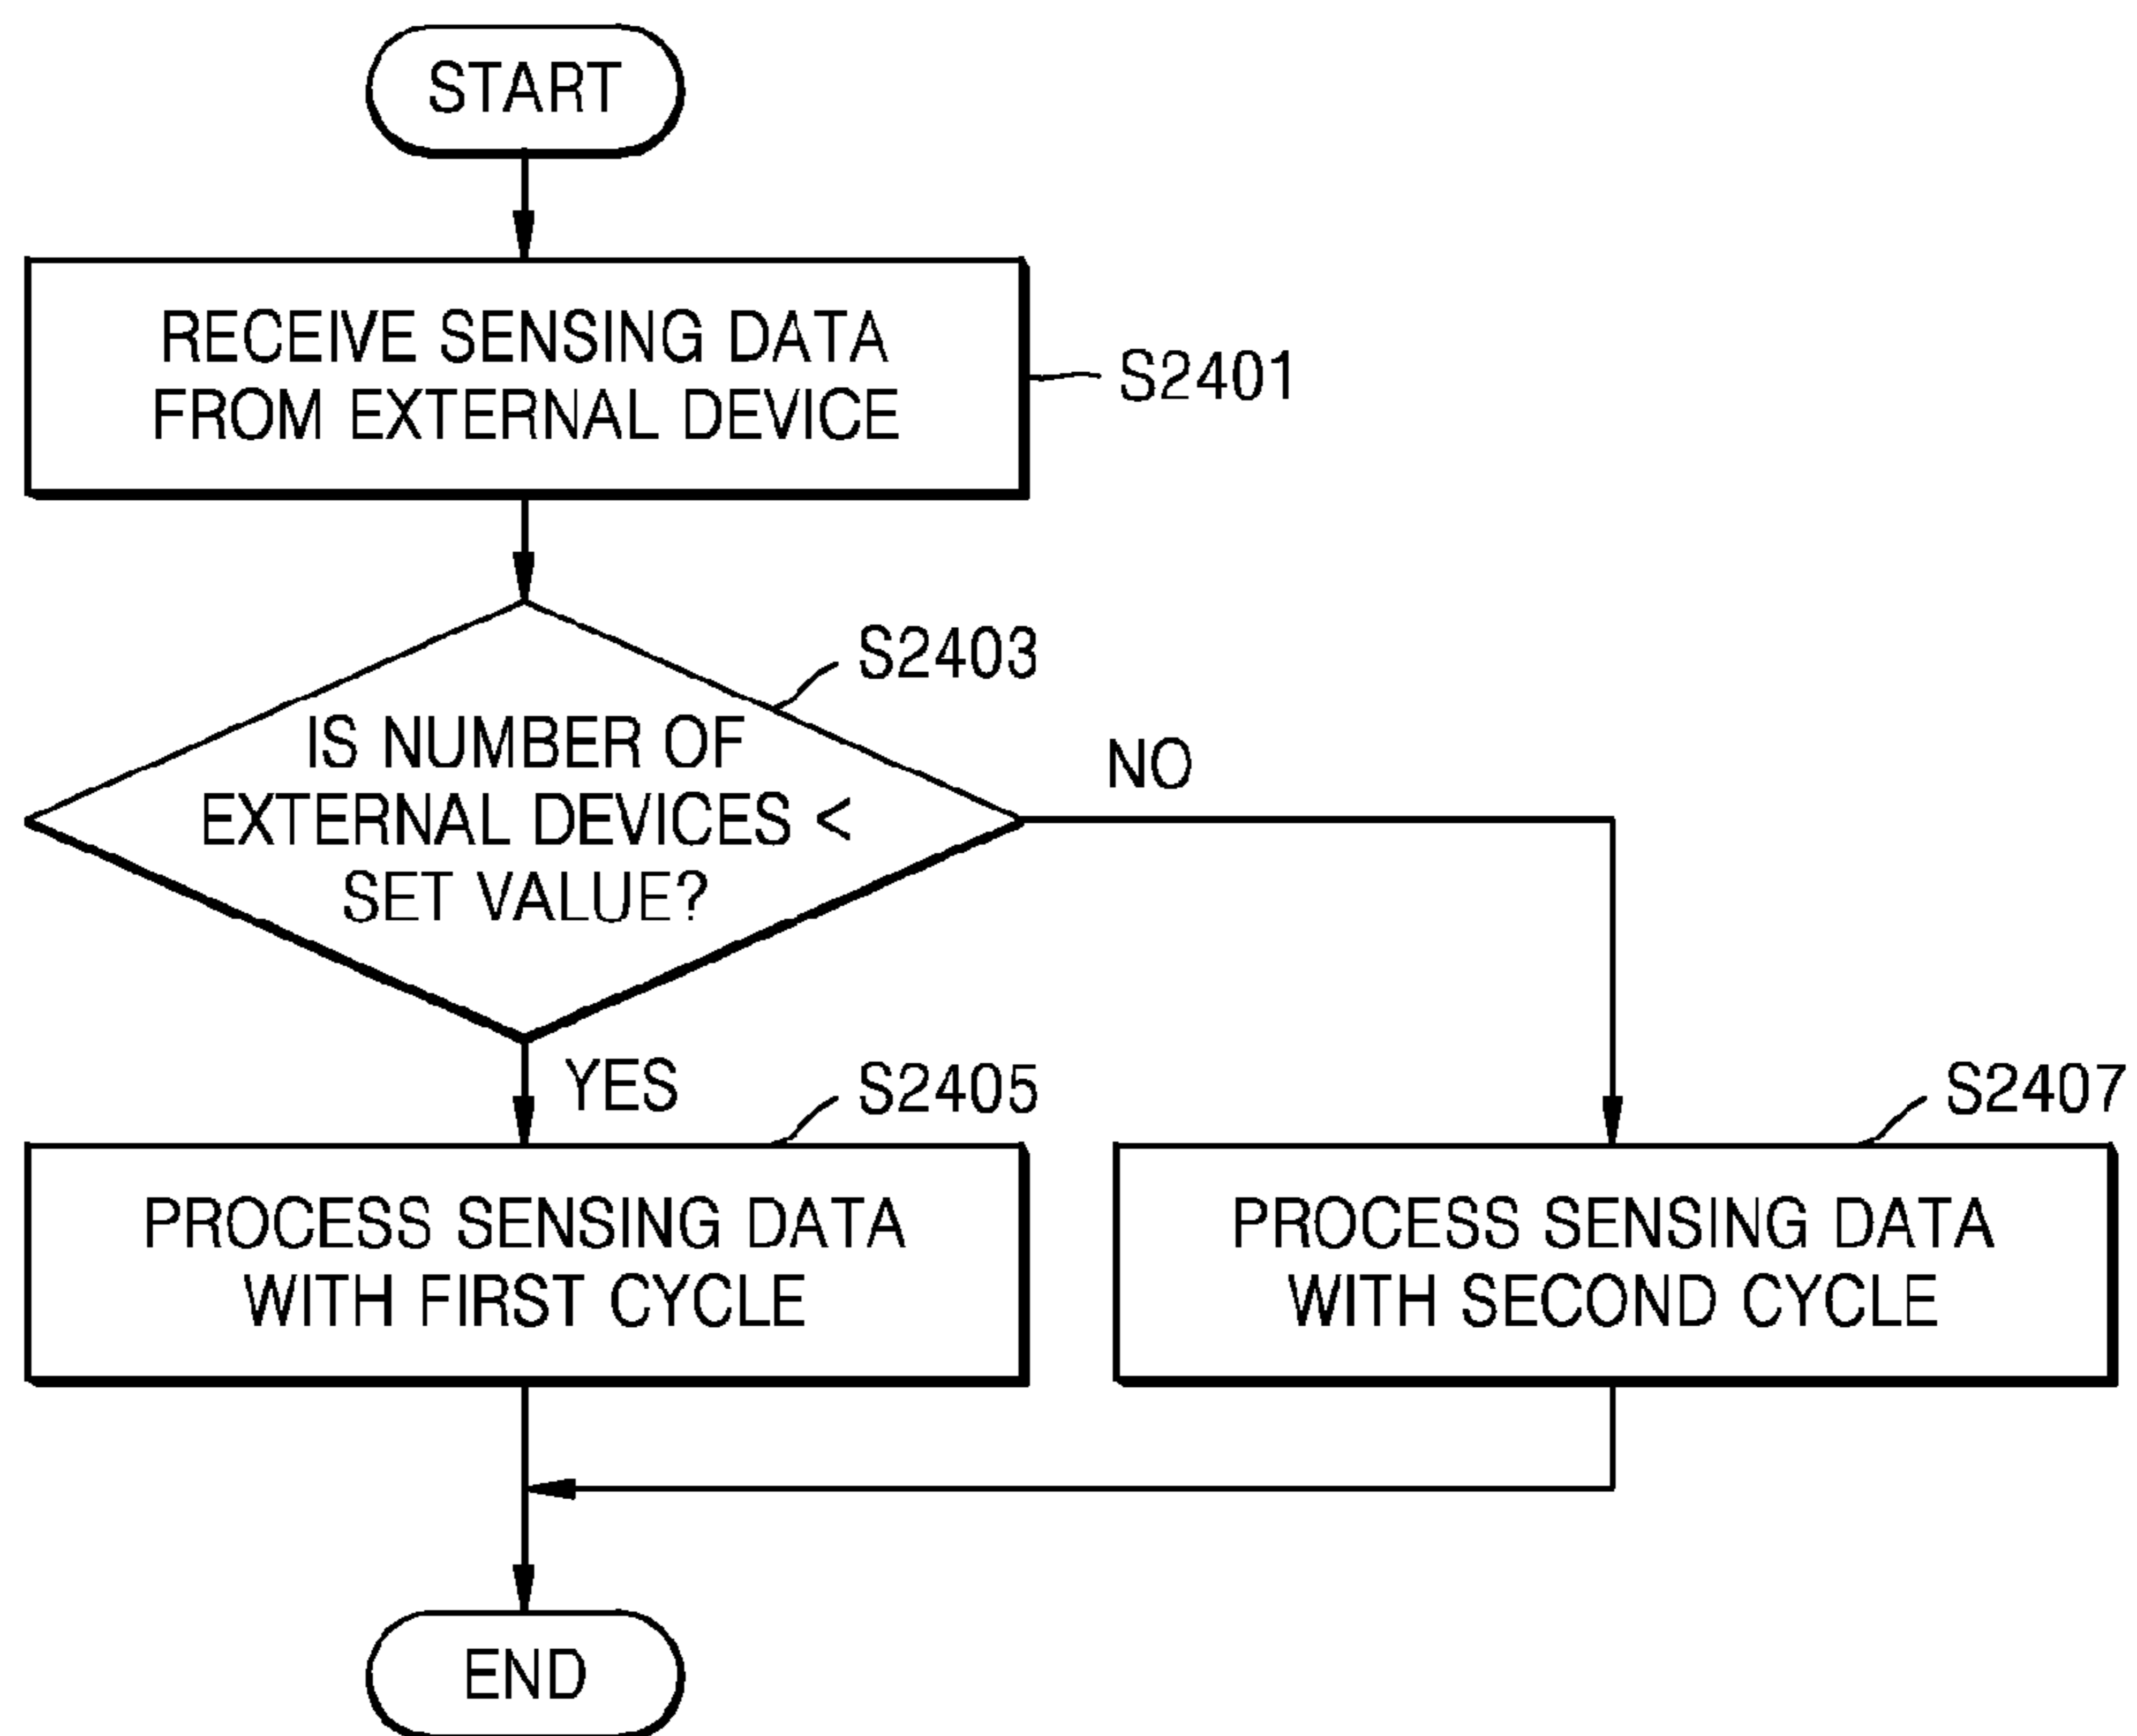 START
RECEIVE SENSING DATA
FROM EXTERNAL DEVICE
S2401
S2403
IS NUMBER OF
EXTERNAL DEVICES <
SET VALUE?
NO
YES
S2405
PROCESS SENSING DATA
WITH FIRST CYCLE
S2407
PROCESS SENSING DATA
WITH SECOND CYCLE
END